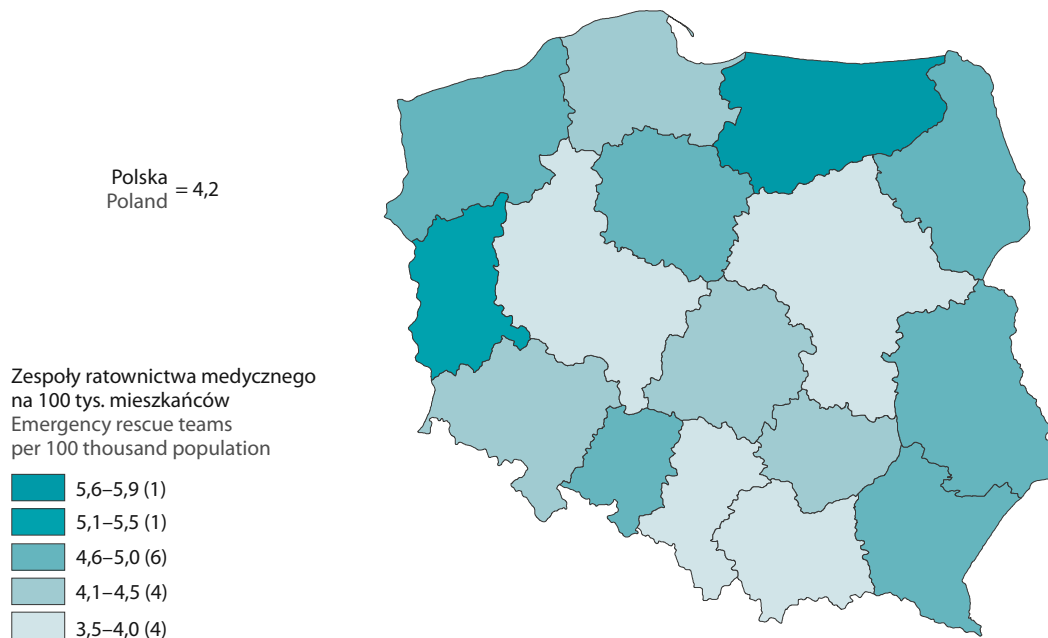 Polska
Poland
= 4,2
Zespoły ratownictwa medycznego
na 100 tys. mieszkańców
Emergency rescue teams
per 100 thousand population
5,6–5,9 (1)
5,1–5,5 (1)
4,6–5,0 (6)
4,1–4,5 (4)
3,5–4,0 (4)